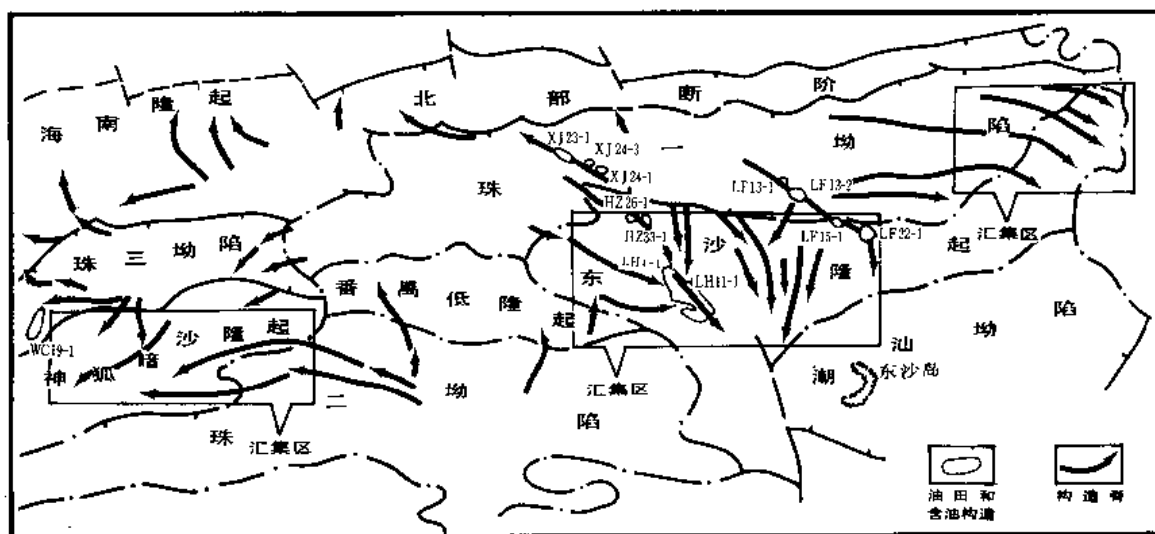 海南隆起
北部断阶
珠一坳陷
XJ23-1
XJ24-3
XJ24-1
HZ26-1
HZ33-1
LF13-1
LF13-2
LF15-1
LF22-1
汇集区
珠三坳陷
番禺低隆起
东沙隆起
LH4-1
LH11-1
WC19-1
神狐暗沙隆起
汇集区
汇集区
珠二坳陷
潮汕坳陷
东沙岛
油田和
含油构造
构造脊